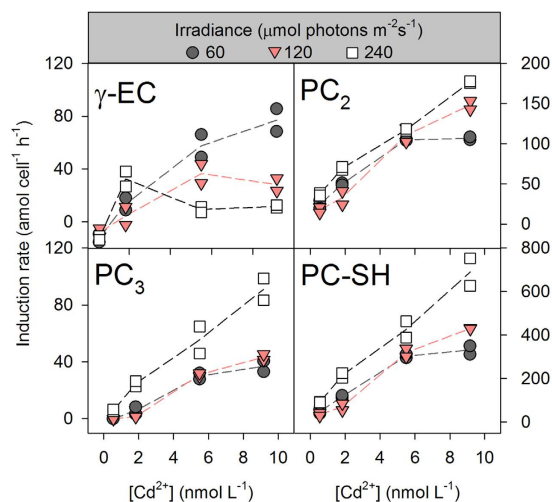 Irradiance (μmol photons m⁻²s⁻¹)
60 120 240
120
80
40
0
γ-EC
200
150
100
50
0
PC₂
Induction rate (amol cell⁻¹ h⁻¹)
120
80
40
0
PC₃
800
600
400
200
0
PC-SH
0 2 4 6 8 10
0 2 4 6 8 10
[Cd²⁺] (nmol L⁻¹)
[Cd²⁺] (nmol L⁻¹)